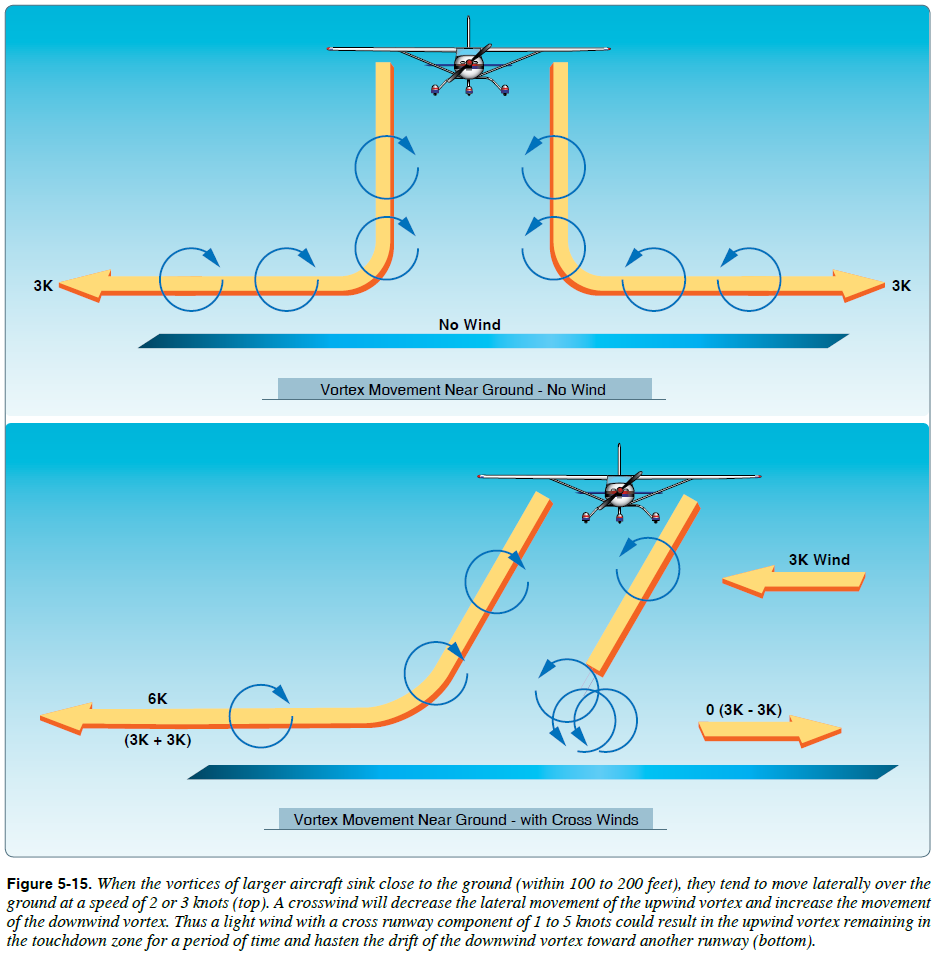 3K
3K
No Wind
Vortex Movement Near Ground - No Wind
3K Wind
6K
(3K + 3K)
0 (3K - 3K)
Vortex Movement Near Ground - with Cross Winds
Figure 5-15. When the vortices of larger aircraft sink close to the ground (within 100 to 200 feet), they tend to move laterally over the
ground at a speed of 2 or 3 knots (top). A crosswind will decrease the lateral movement of the upwind vortex and increase the movement
of the downwind vortex. Thus a light wind with a cross runway component of 1 to 5 knots could result in the upwind vortex remaining in
the touchdown zone for a period of time and hasten the drift of the downwind vortex toward another runway (bottom).